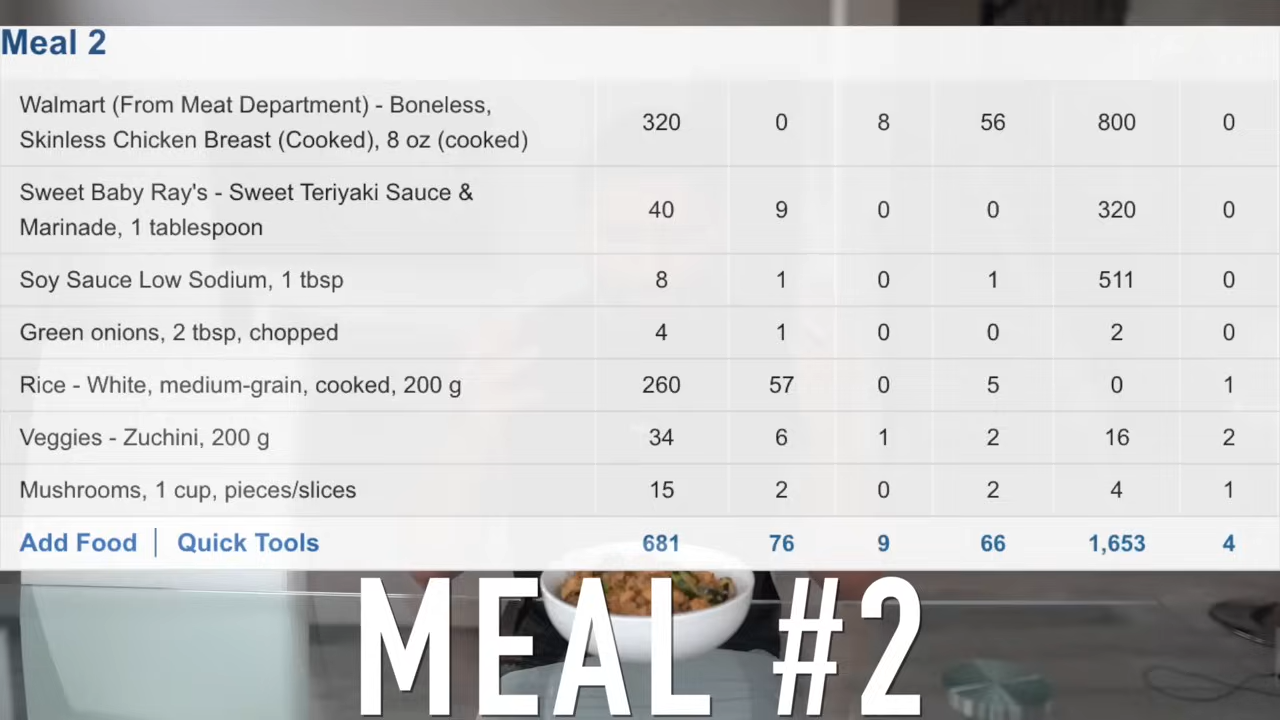 Meal 2
Walmart (From Meat Department) - Boneless,
Skinless Chicken Breast (Cooked), 8 oz (cooked) 320 0 8 56 800 0
Sweet Baby Ray's - Sweet Teriyaki Sauce &
Marinade, 1 tablespoon 40 9 0 0 320 0
Soy Sauce Low Sodium, 1 tbsp 8 1 0 1 511 0
Green onions, 2 tbsp, chopped 4 1 0 0 2 0
Rice - White, medium-grain, cooked, 200 g 260 57 0 5 0 1
Veggies - Zuchini, 200 g 34 6 1 2 16 2
Mushrooms, 1 cup, pieces/slices 15 2 0 2 4 1
Add Food | Quick Tools 681 76 9 66 1,653 4
MEAL #2